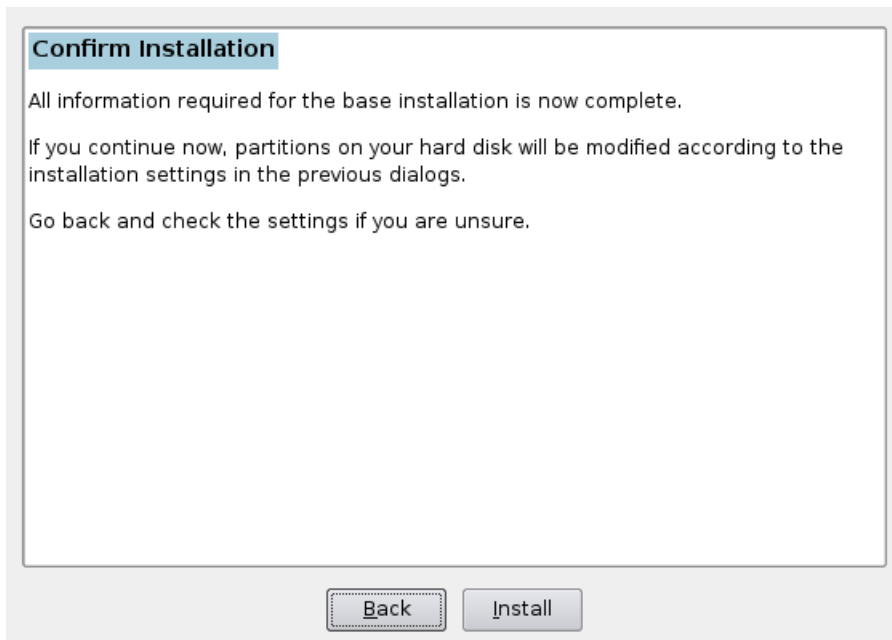 Confirm Installation
All information required for the base installation is now complete.
If you continue now, partitions on your hard disk will be modified according to the
installation settings in the previous dialogs.
Go back and check the settings if you are unsure.
Back
Install